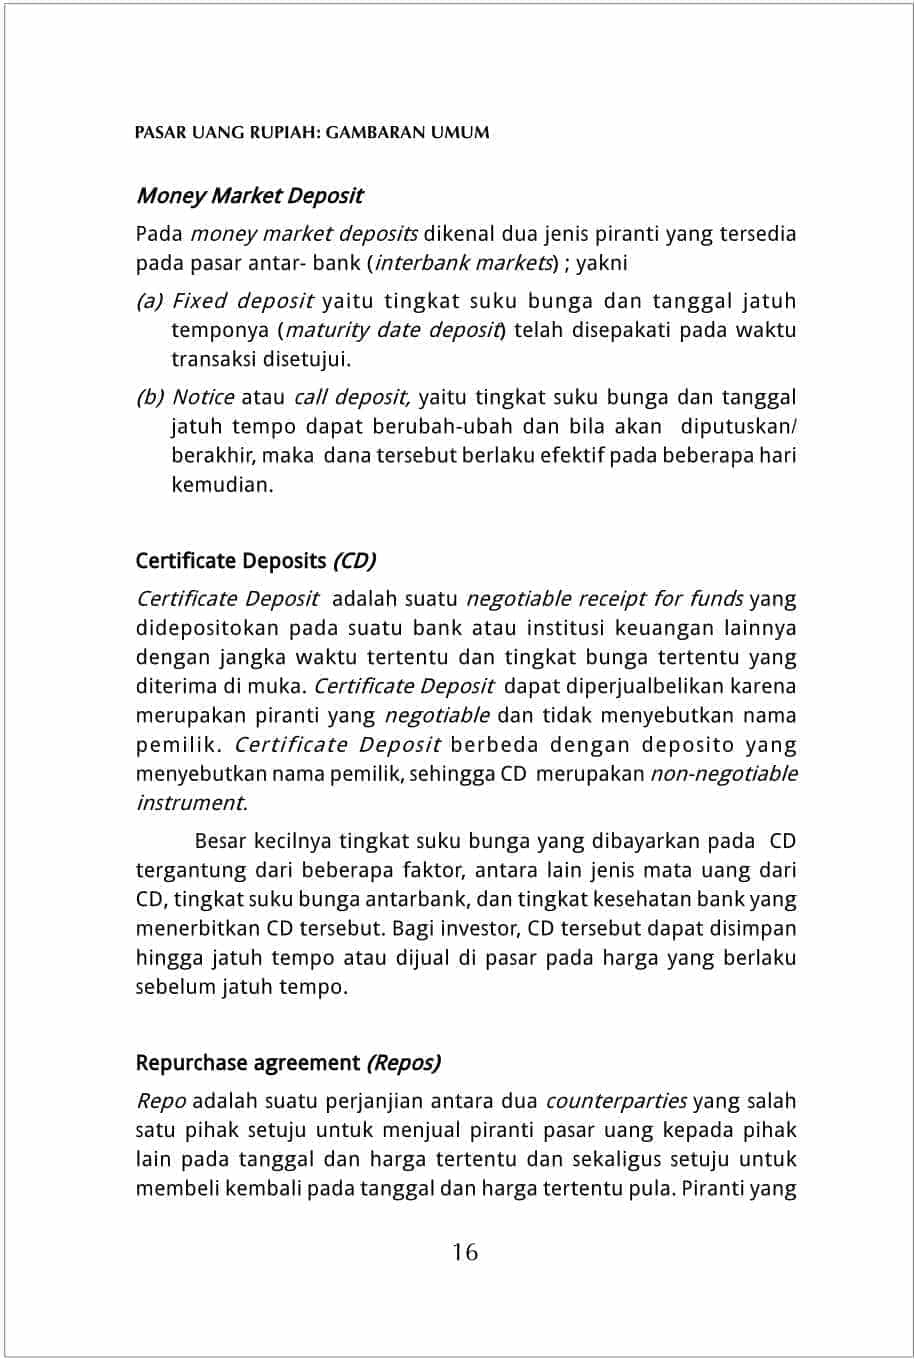 PASAR UANG RUPIAH: GAMBARAN UMUM
Money Market Deposit
Pada money market deposits dikenal dua jenis piranti yang tersedia
pada pasar antar- bank (interbank markets) ; yakni
(a) Fixed deposit yaitu tingkat suku bunga dan tanggal jatuh
temponya (maturity date deposit) telah disepakati pada waktu
transaksi disetujui.
(b) Notice atau call deposit, yaitu tingkat suku bunga dan tanggal
jatuh tempo dapat berubah-ubah dan bila akan diputuskan/
berakhir, maka dana tersebut berlaku efektif pada beberapa hari
kemudian.
Certificate Deposits (CD)
Certificate Deposit adalah suatu negotiable receipt for funds yang
didepositokan pada suatu bank atau institusi keuangan lainnya
dengan jangka waktu tertentu dan tingkat bunga tertentu yang
diterima di muka. Certificate Deposit dapat diperjualbelikan karena
merupakan piranti yang negotiable dan tidak menyebutkan nama
pemilik. Certificate Deposit berbeda dengan deposito yang
menyebutkan nama pemilik, sehingga CD merupakan non-negotiable
instrument.
Besar kecilnya tingkat suku bunga yang dibayarkan pada CD
tergantung dari beberapa faktor, antara lain jenis mata uang dari
CD, tingkat suku bunga antarbank, dan tingkat kesehatan bank yang
menerbitkan CD tersebut. Bagi investor, CD tersebut dapat disimpan
hingga jatuh tempo atau dijual di pasar pada harga yang berlaku
sebelum jatuh tempo.
Repurchase agreement (Repos)
Repo adalah suatu perjanjian antara dua counterparties yang salah
satu pihak setuju untuk menjual piranti pasar uang kepada pihak
lain pada tanggal dan harga tertentu dan sekaligus setuju untuk
membeli kembali pada tanggal dan harga tertentu pula. Piranti yang
16